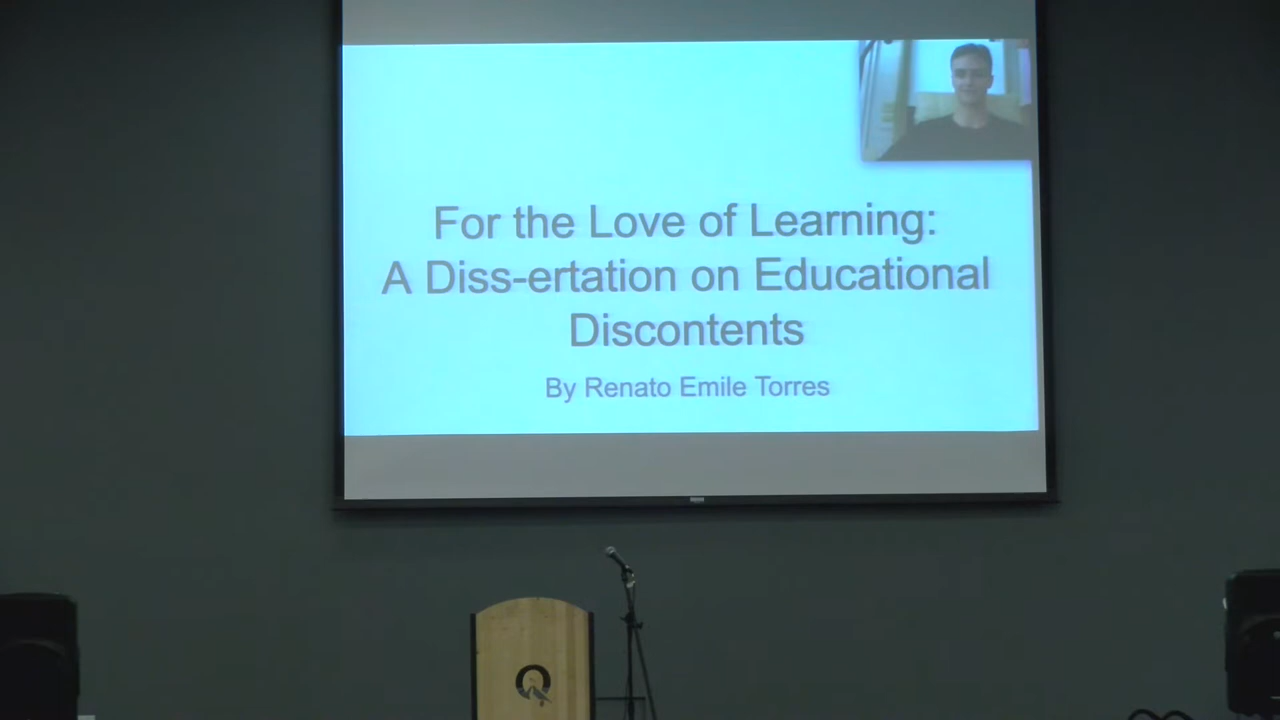 For the Love of Learning:
A Diss-ertation on Educational
Discontents
By Renato Emile Torres